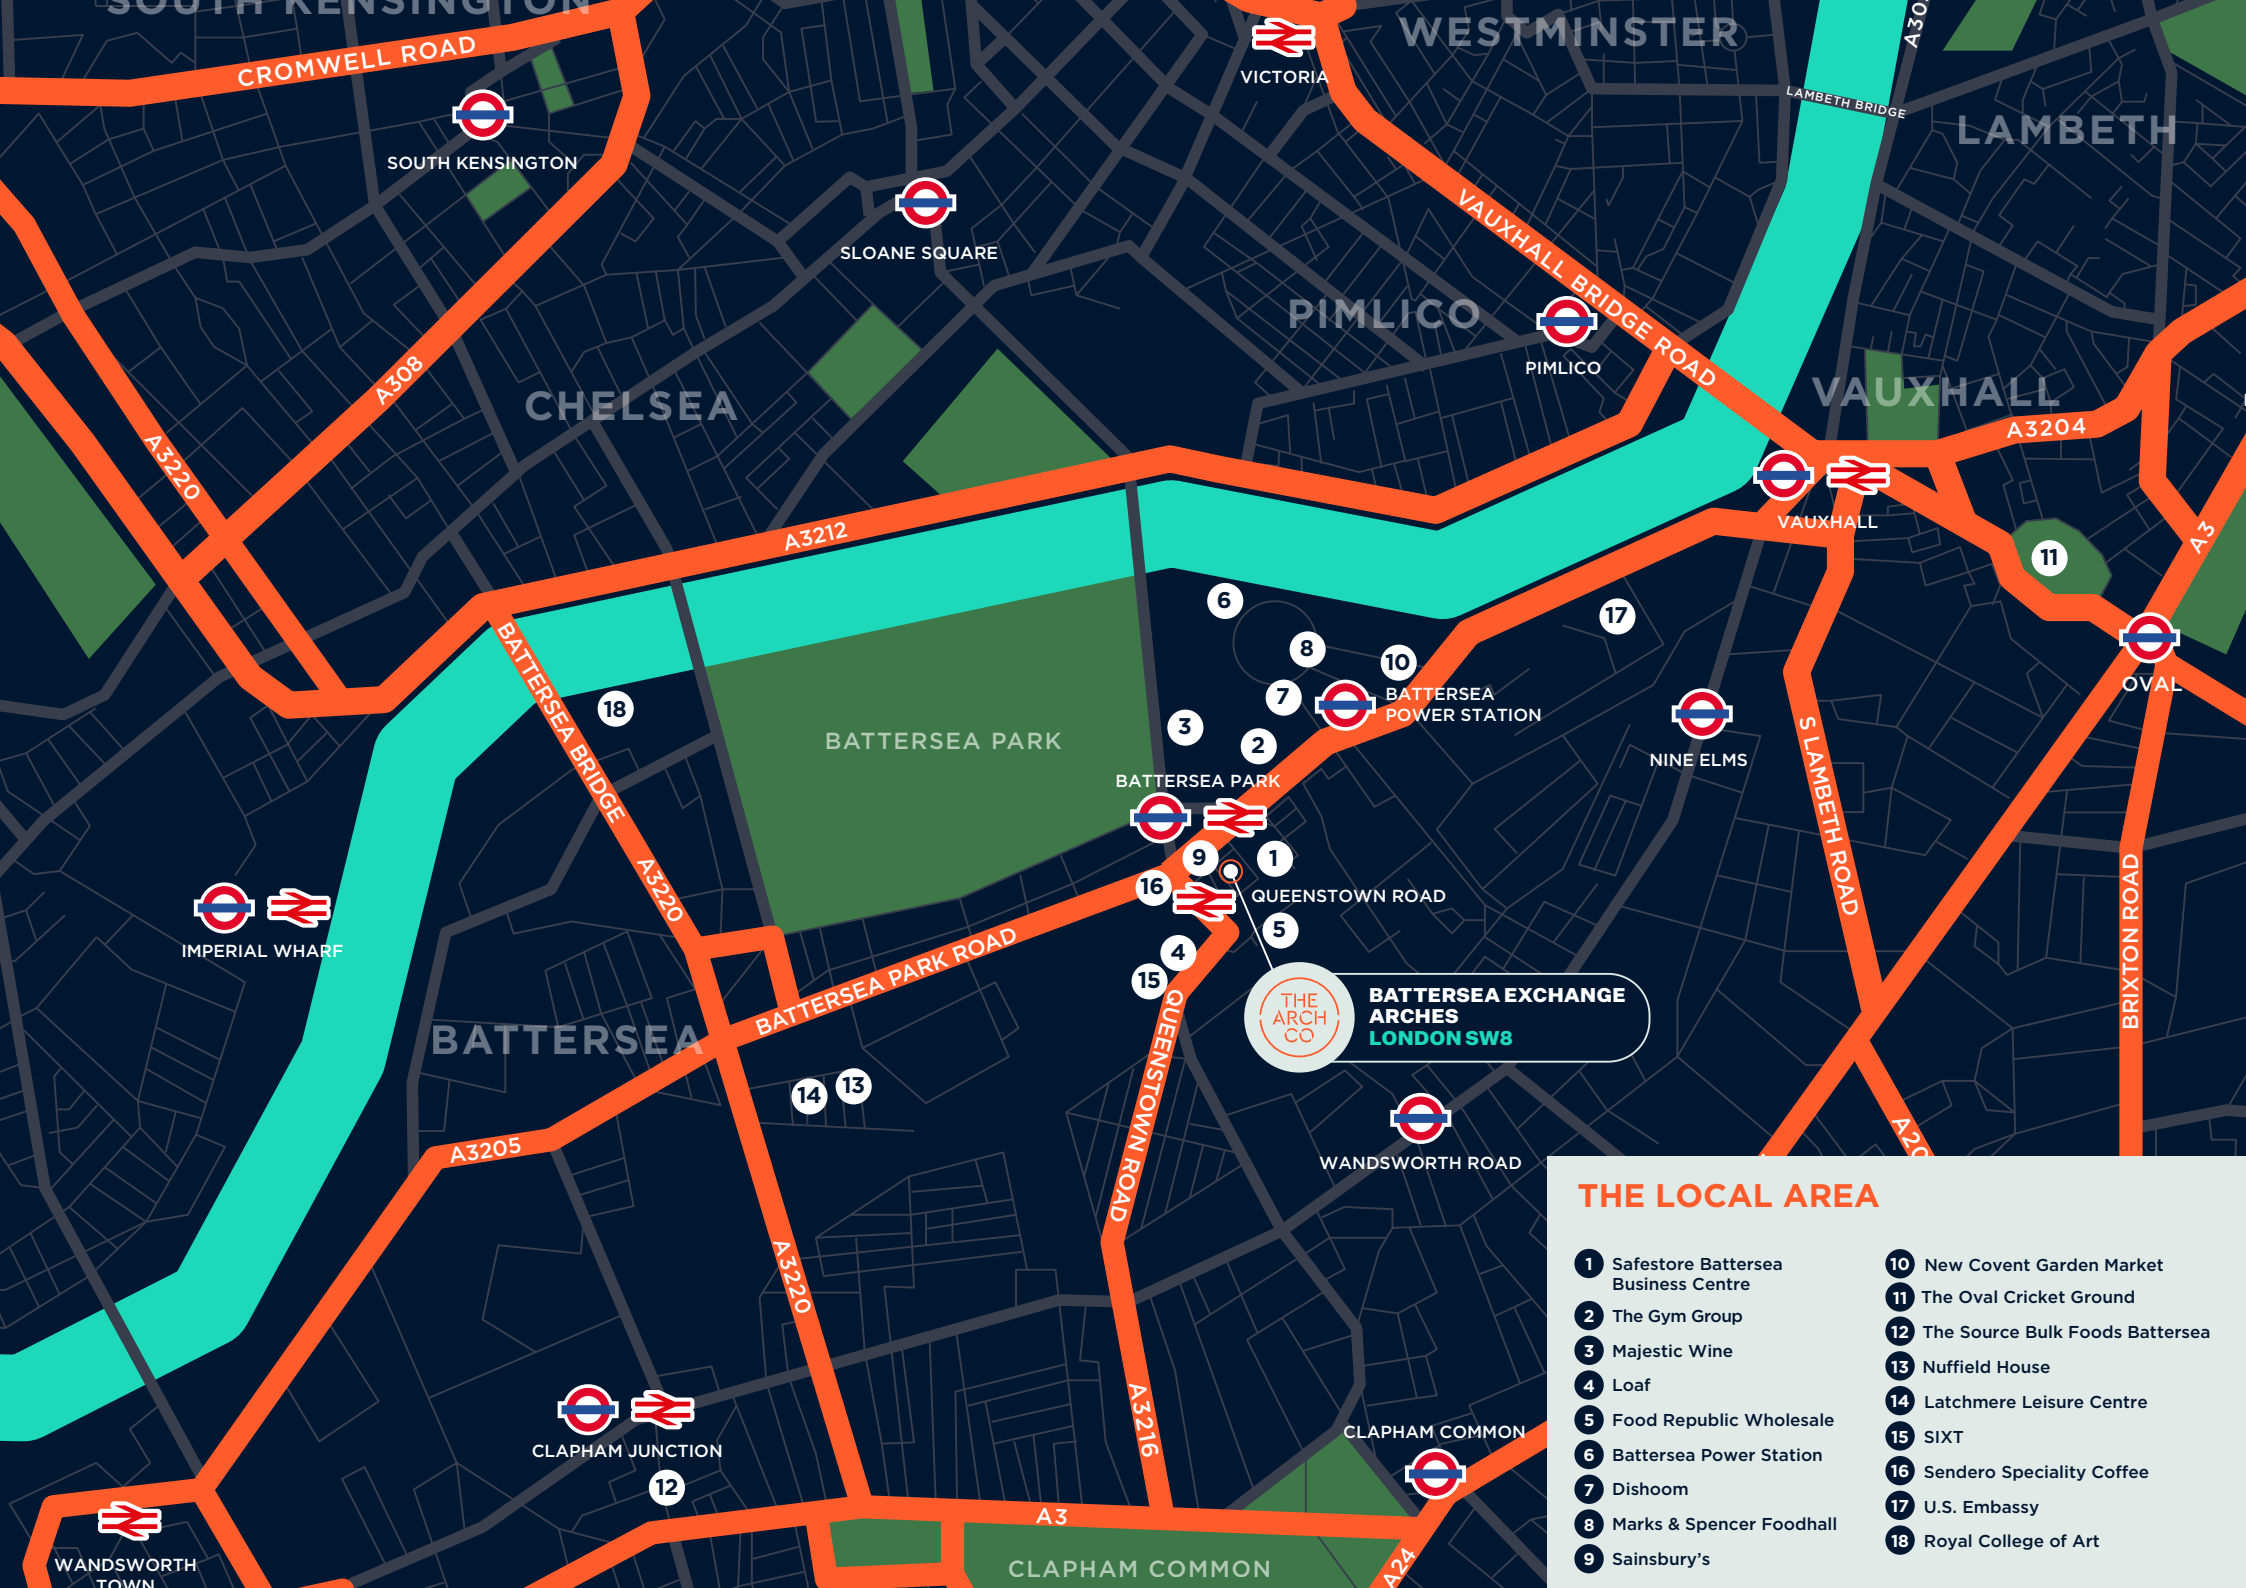 SOUTH KENSINGTON
CROMWELL ROAD
SOUTH KENSINGTON
SLOANE SQUARE
VICTORIA
WESTMINSTER
LAMBETH BRIDGE
LAMBETH
VAUXHALL BRIDGE ROAD
PIMLICO
PIMLICO
A308
A3220
CHELSEA
VAUXHALL
A3204
A3212
VAUXHALL
11
A3
OVAL
6
17
8
10
7
BATTERSEA
POWER STATION
3
2
NINE ELMS
18
BATTERSEA BRIDGE
BATTERSEA PARK
BATTERSEA PARK
S LAMBETH ROAD
A3220
9
1
16
QUEENSTOWN ROAD
5
4
15
IMPERIAL WHARF
BATTERSEA PARK ROAD
BRIXTON ROAD
THE
ARCH
CO
BATTERSEA EXCHANGE
ARCHES
LONDON SW8
BATTERSEA
QUEENSTOWN ROAD
14
13
A3205
WANDSWORTH ROAD
A20
A3220
A3216
CLAPHAM JUNCTION
12
CLAPHAM COMMON
A3
CLAPHAM COMMON
A24
WANDSWORTH
TOWN
THE LOCAL AREA
1 Safestore Battersea
Business Centre
2 The Gym Group
3 Majestic Wine
4 Loaf
5 Food Republic Wholesale
6 Battersea Power Station
7 Dishoom
8 Marks & Spencer Foodhall
9 Sainsbury's
10 New Covent Garden Market
11 The Oval Cricket Ground
12 The Source Bulk Foods Battersea
13 Nuffield House
14 Latchmere Leisure Centre
15 SIXT
16 Sendero Speciality Coffee
17 U.S. Embassy
18 Royal College of Art